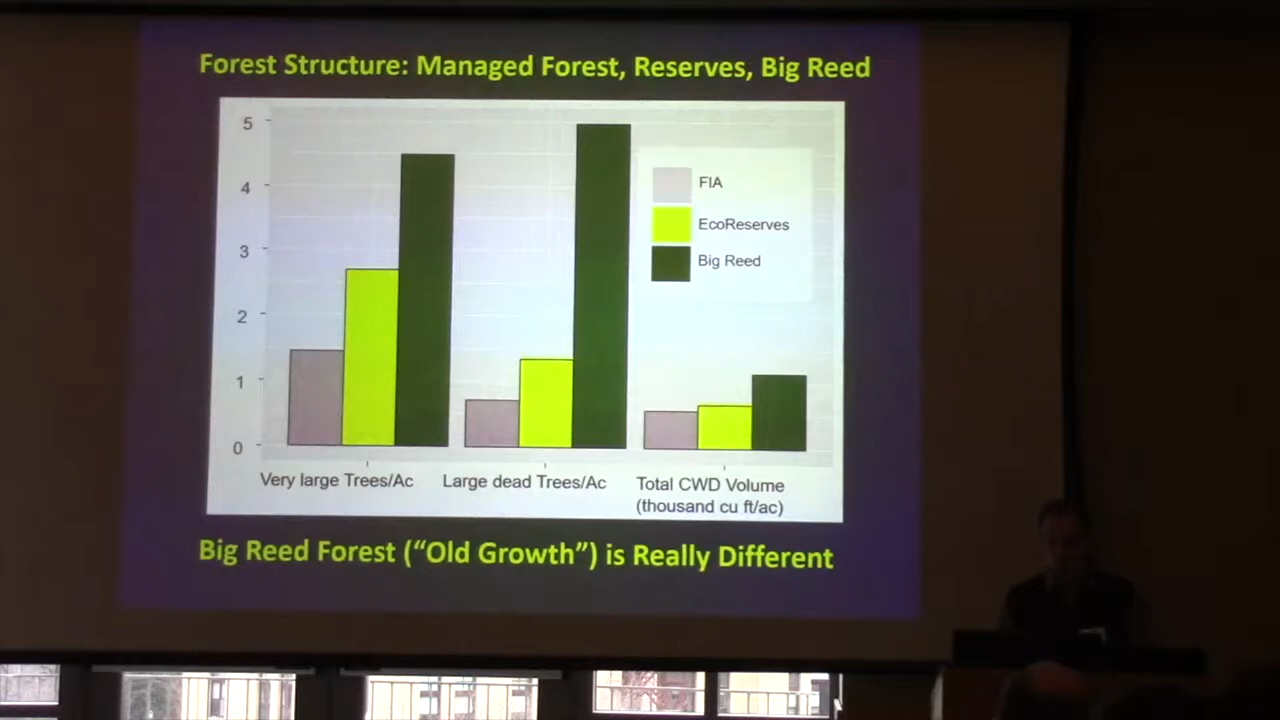 Forest Structure: Managed Forest, Reserves, Big Reed
5
4
3
2
1
0
FIA
EcoReserves
Big Reed
Very large Trees/Ac
Large dead Trees/Ac
Total CWD Volume
(thousand cu ft/ac)
Big Reed Forest (“Old Growth”) is Really Different